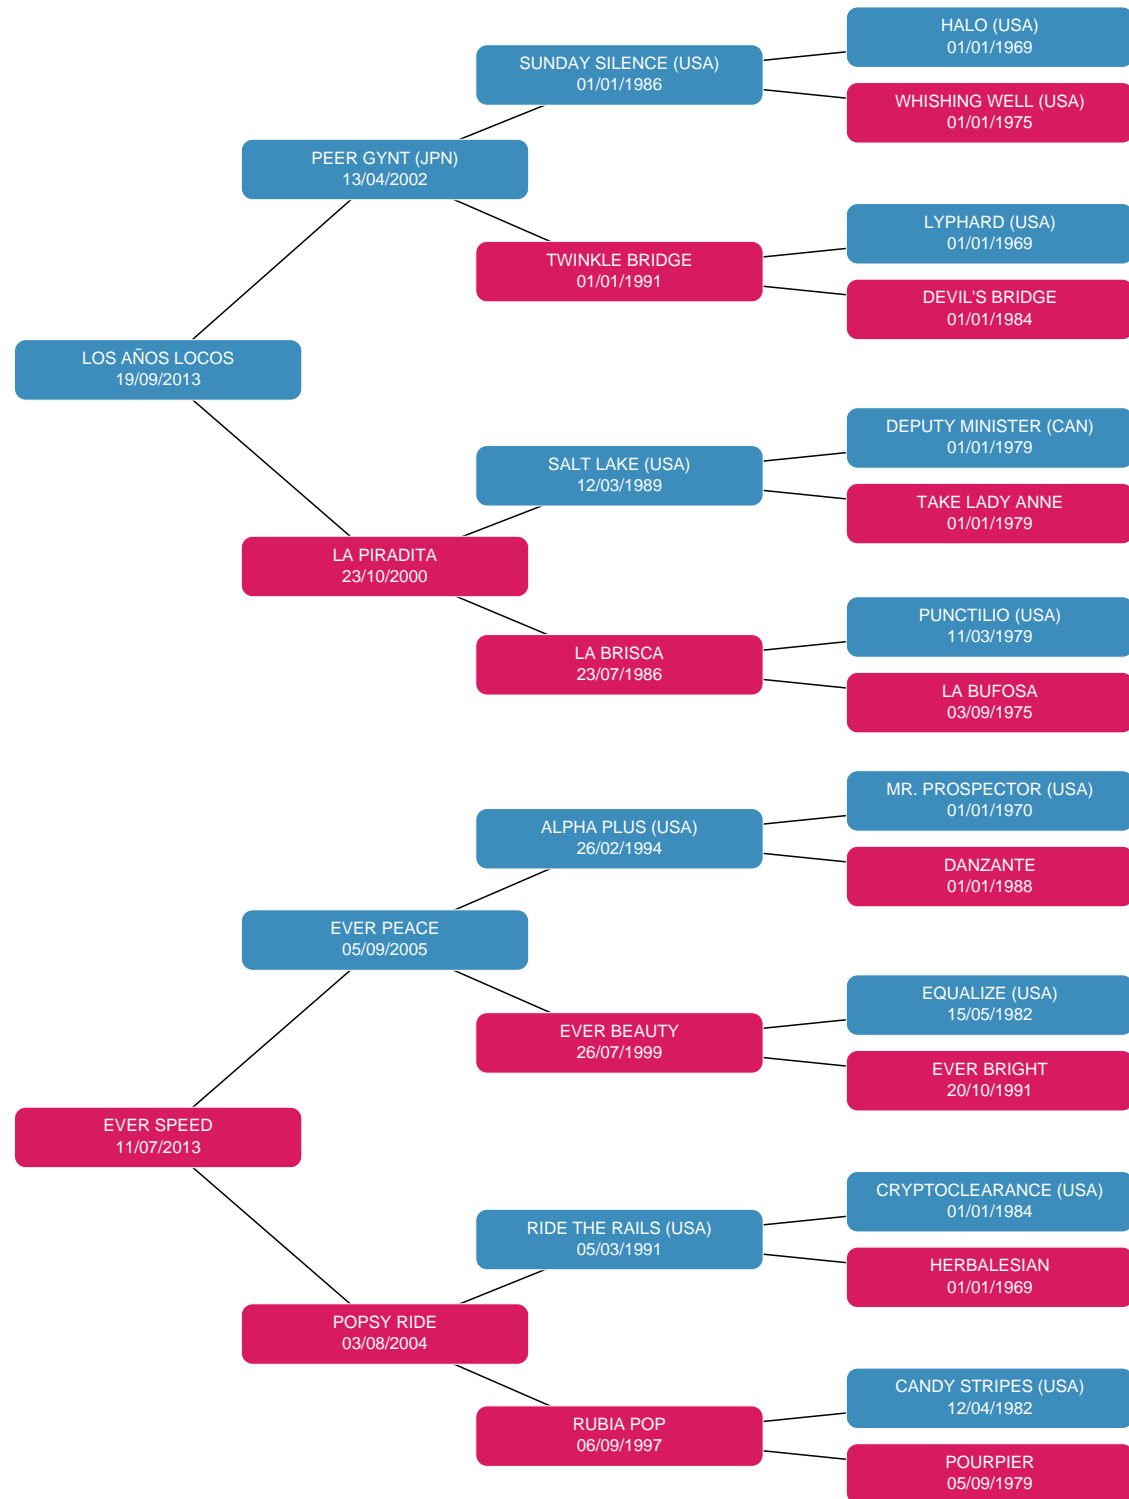 HALO (USA)
01/01/1969
SUNDAY SILENCE (USA)
01/01/1986
WHISHING WELL (USA)
01/01/1975
PEER GYNT (JPN)
13/04/2002
LYPHARD (USA)
01/01/1969
TWINKLE BRIDGE
01/01/1991
DEVIL'S BRIDGE
01/01/1984
LOS AÑOS LOCOS
19/09/2013
DEPUTY MINISTER (CAN)
01/01/1979
SALT LAKE (USA)
12/03/1989
TAKE LADY ANNE
01/01/1979
LA PIRADITA
23/10/2000
PUNCTILIO (USA)
11/03/1979
LA BRISCA
23/07/1986
LA BUFOSA
03/09/1975
MR. PROSPECTOR (USA)
01/01/1970
ALPHA PLUS (USA)
26/02/1994
DANZANTE
01/01/1988
EVER PEACE
05/09/2005
EQUALIZE (USA)
15/05/1982
EVER BEAUTY
26/07/1999
EVER BRIGHT
20/10/1991
EVER SPEED
11/07/2013
CRYPTOCLEARANCE (USA)
01/01/1984
RIDE THE RAILS (USA)
05/03/1991
HERBALESIAN
01/01/1969
POPSY RIDE
03/08/2004
CANDY STRIPES (USA)
12/04/1982
RUBIA POP
06/09/1997
POURPIER
05/09/1979